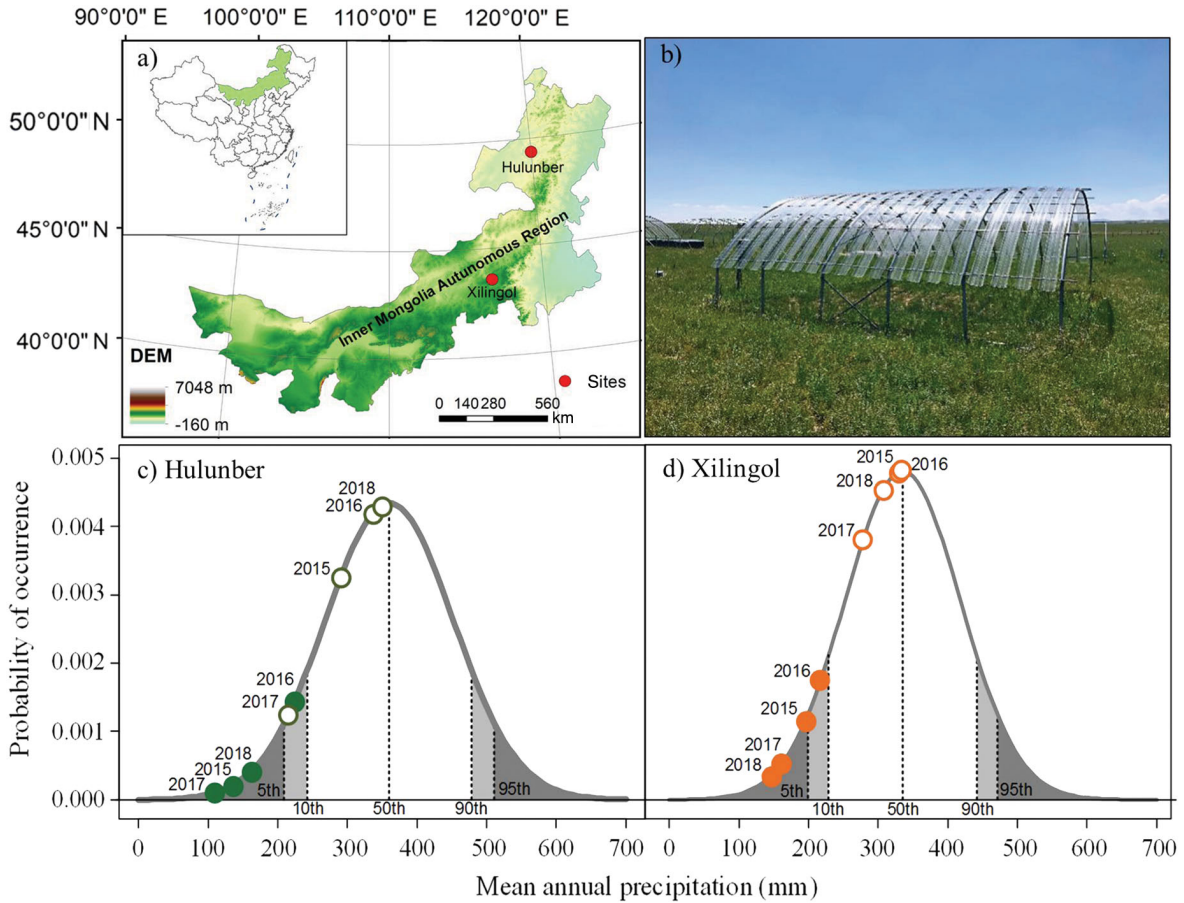 90°0'0" E 100°0'0" E 110°0'0" E 120°0'0" E
a)
50°0'0" N
45°0'0" N
40°0'0" N
Hulunber
Inner Mongolia Autunomous Region
Xilingol
DEM
7048 m
-160 m
Sites
0 140 280 560
km
b)
c) Hulunber
Probability of occurrence
0.005
0.004
0.003
0.002
0.001
0.000
2018
2016
2015
2016
2017
2018
2015
2017
5th
10th
50th
90th
95th
0 100 200 300 400 500 600 700
d) Xilingol
2015
2016
2018
2017
2016
2015
2017
2018
5th
10th
50th
90th
95th
0 100 200 300 400 500 600 700
Mean annual precipitation (mm)